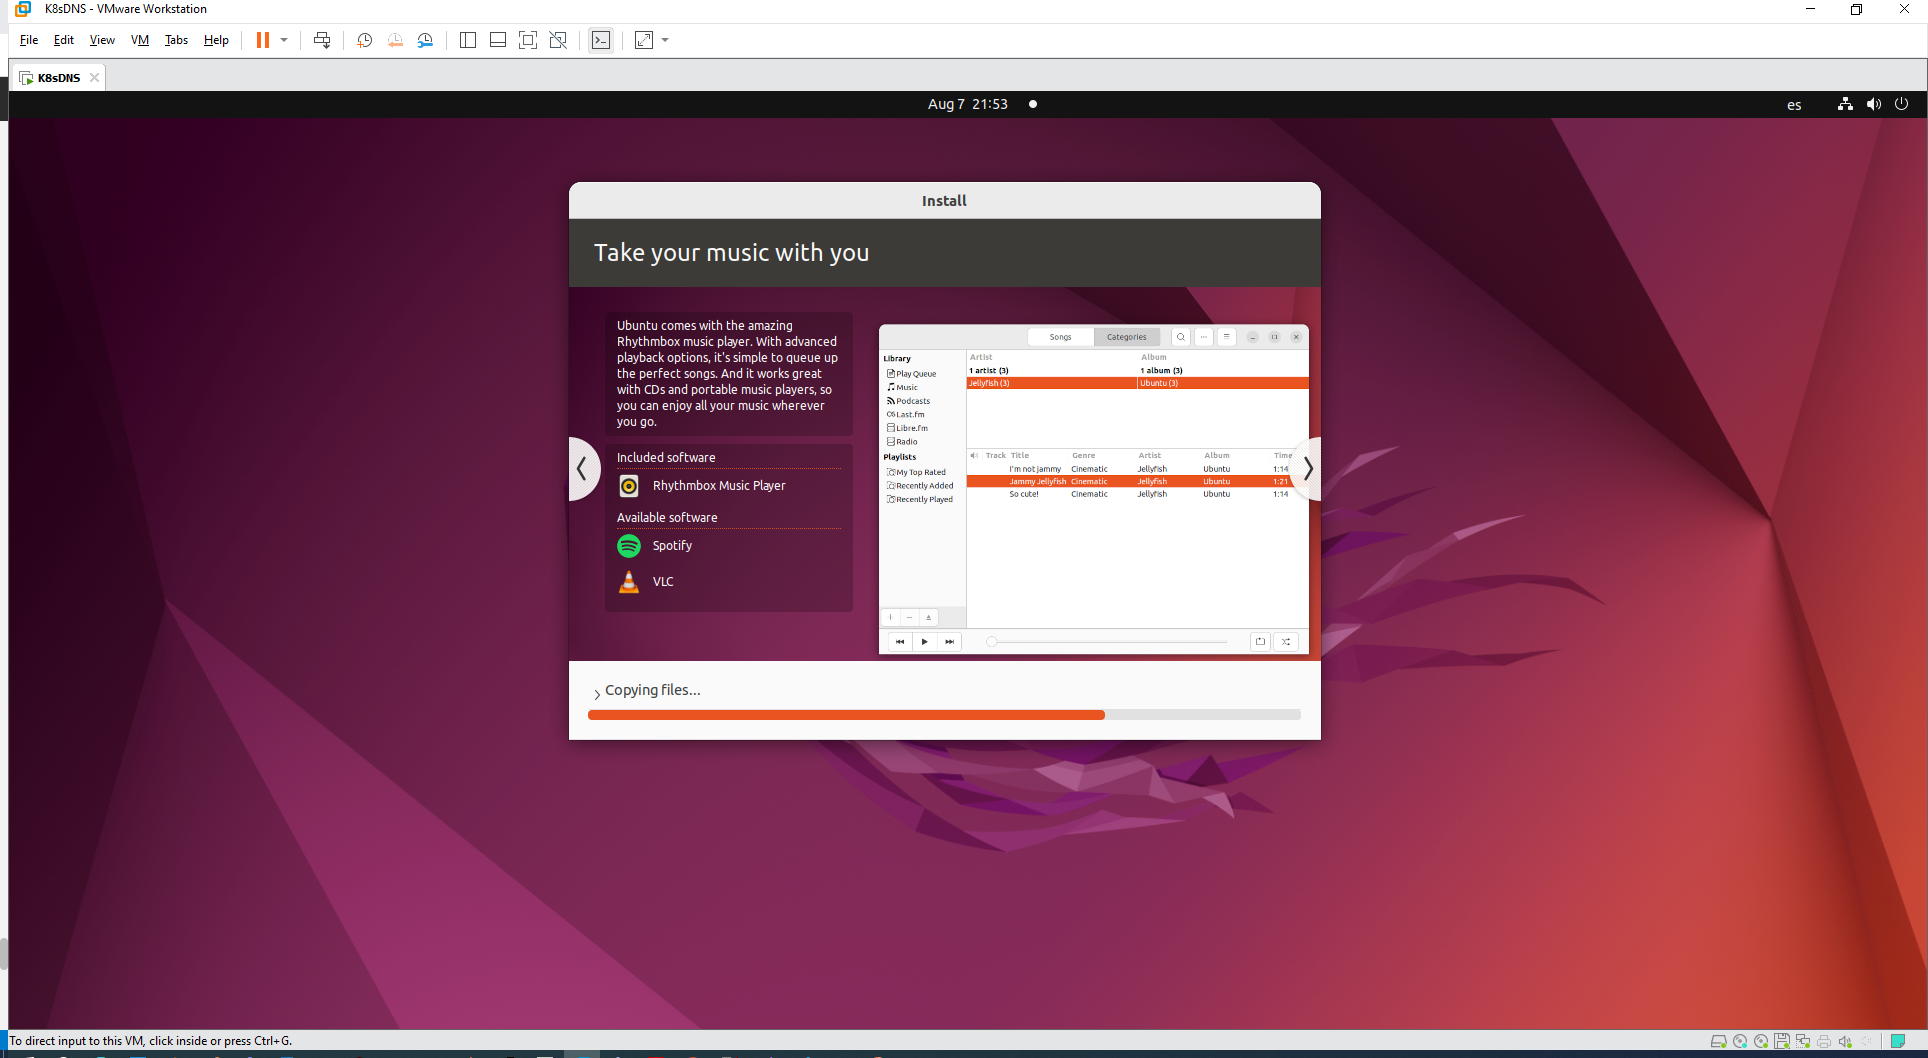 K8sDNS - VMware Workstation
File Edit View VM Tabs Help
K8sDNS
Aug 7 21:53
es
Install
Take your music with you
Ubuntu comes with the amazing
Rhythmbox music player. With advanced
playback options, it's simple to queue up
the perfect songs. And it works great
with CDs and portable music players, so
you can enjoy all your music wherever
you go.
Included software
Rhythmbox Music Player
Available software
Spotify
VLC
Songs Categories
Library
Play Queue
Music
Podcasts
Last.fm
Libre.fm
Radio
Playlists
My Top Rated
Recently Added
Recently Played
Artist Album
1 artist (3) 1 album (3)
Jellyfish (3) Ubuntu (3)
Track Title Genre Artist Album Time
I'm not jammy Cinematic Jellyfish Ubuntu 1:14
Jammy Jellyfish Cinematic Jellyfish Ubuntu 1:21
So cute! Cinematic Jellyfish Ubuntu 1:14
Copying files...
To direct input to this VM, click inside or press Ctrl+G.